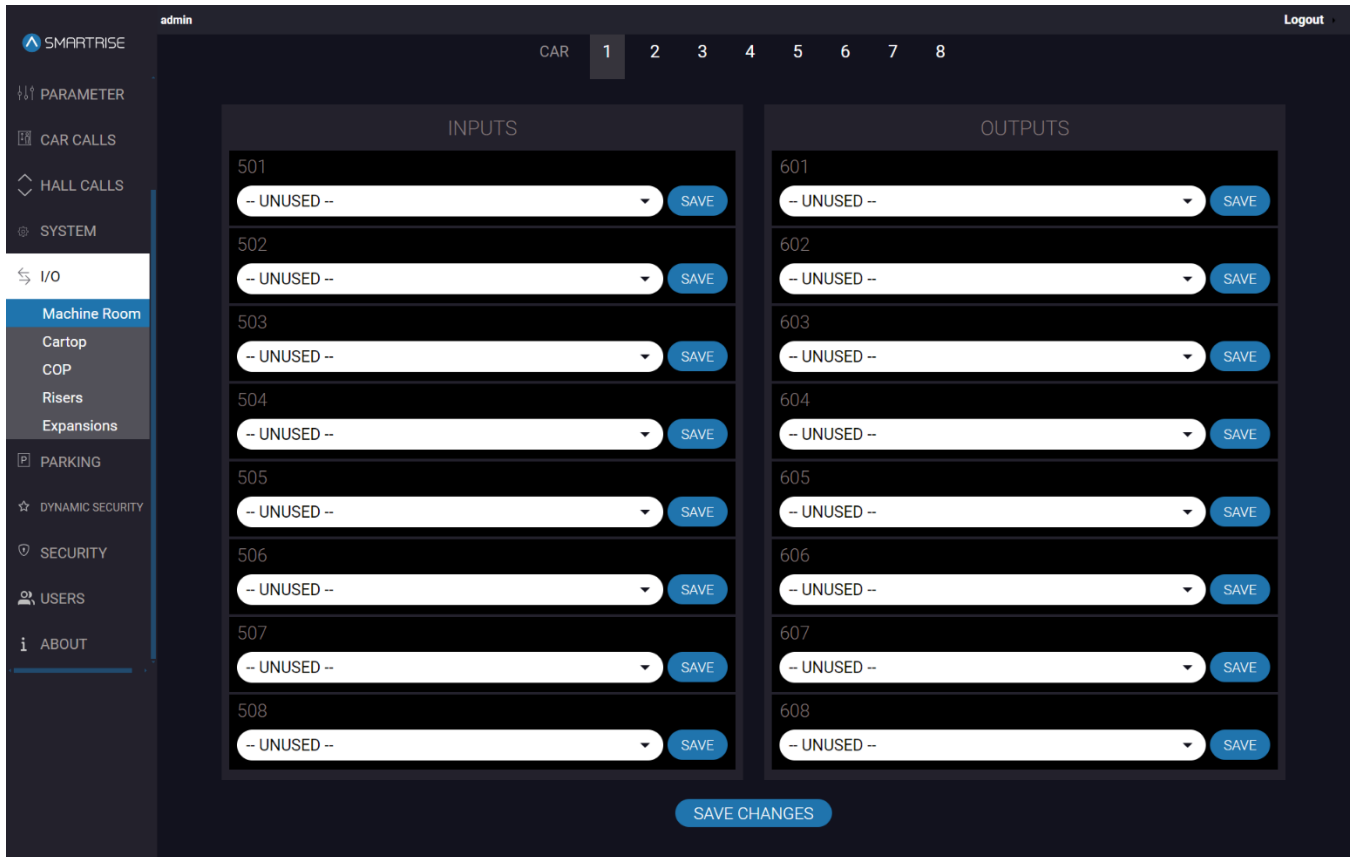 admin
Logout
SMARTRISE
CAR 1 2 3 4 5 6 7 8
PARAMETER
CAR CALLS
HALL CALLS
SYSTEM
I/O
Machine Room
Cartop
COP
Risers
Expansions
P PARKING
DYNAMIC SECURITY
SECURITY
USERS
i ABOUT
INPUTS
501
-- UNUSED -- SAVE
502
-- UNUSED -- SAVE
503
-- UNUSED -- SAVE
504
-- UNUSED -- SAVE
505
-- UNUSED -- SAVE
506
-- UNUSED -- SAVE
507
-- UNUSED -- SAVE
508
-- UNUSED -- SAVE
OUTPUTS
601
-- UNUSED -- SAVE
602
-- UNUSED -- SAVE
603
-- UNUSED -- SAVE
604
-- UNUSED -- SAVE
605
-- UNUSED -- SAVE
606
-- UNUSED -- SAVE
607
-- UNUSED -- SAVE
608
-- UNUSED -- SAVE
SAVE CHANGES